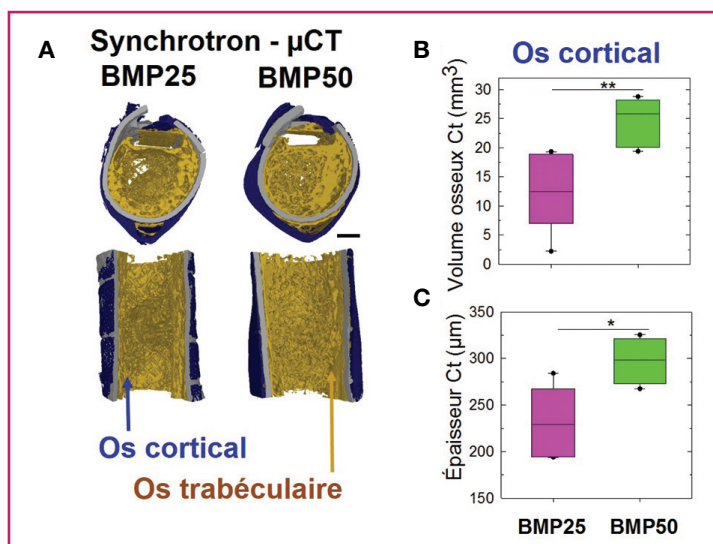 A
Synchrotron - µCT
BMP25 BMP50
Os cortical
Os trabéculaire
B
Os cortical
Volume osseux Ct (mm³)
30
25
20
15
10
5
0
**
C
Épaisseur Ct (µm)
350
300
250
200
150
*
BMP25 BMP50